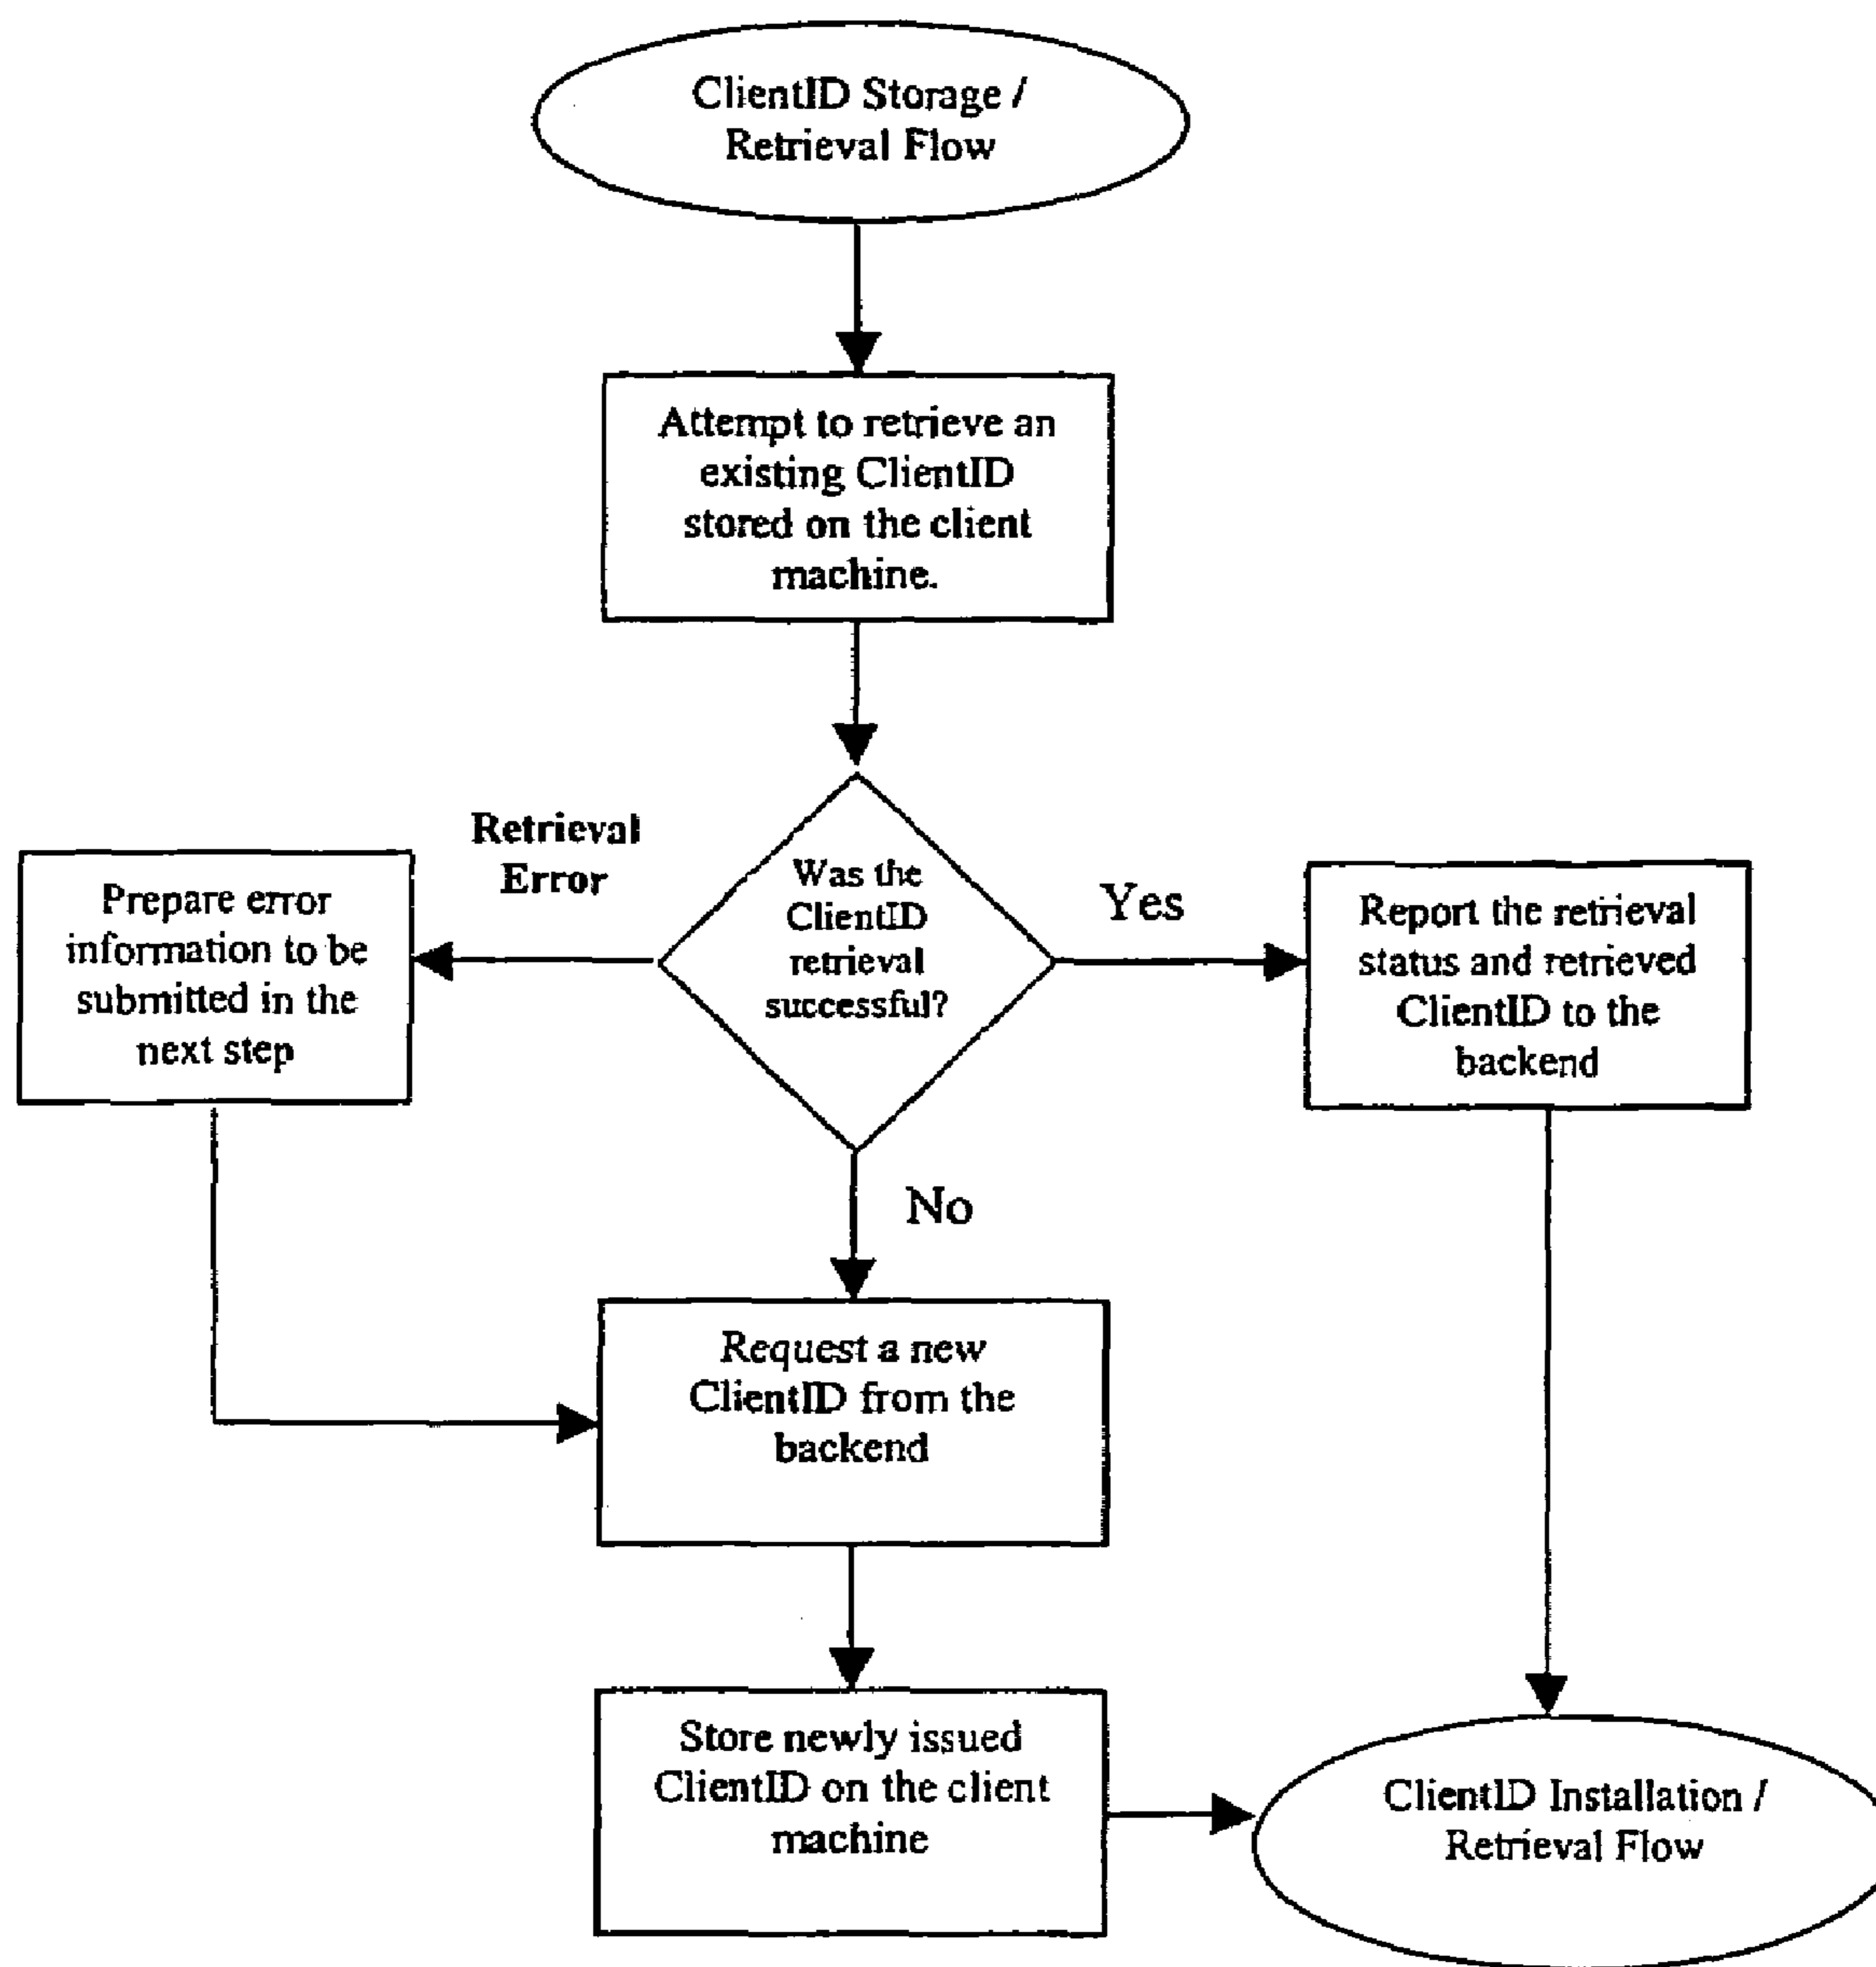 ClientID Storage /
Retrieval Flow
Attempt to retrieve an
existing ClientID
stored on the client
machine.
Retrieval
Error
Was the
ClientID
retrieval
successful?
Yes
Prepare error
information to be
submitted in the
next step
Report the retrieval
status and retrieved
ClientID to the
backend
No
Request a new
ClientID from the
backend
Store newly issued
ClientID on the client
machine
ClientID Installation /
Retrieval Flow